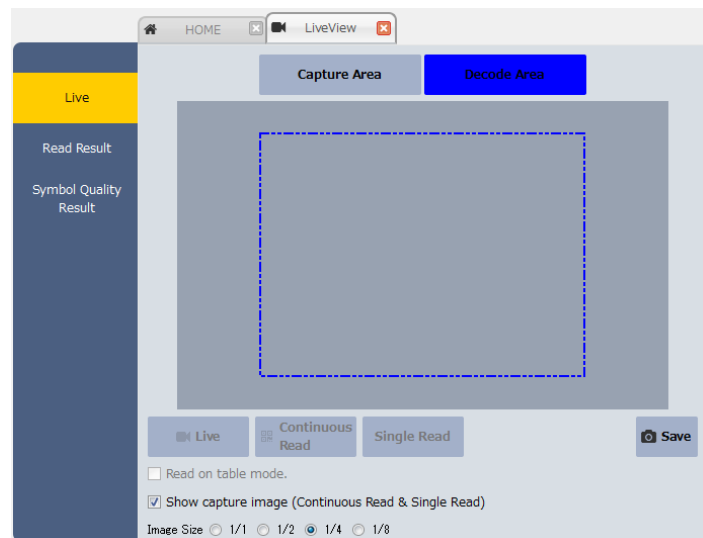 HOME LiveView
Capture Area Decode Area
Live
Read Result
Symbol Quality
Result
Live Continuous
Read Single Read Save
Read on table mode.
Show capture image (Continuous Read & Single Read)
Image Size 1/1 1/2 1/4 1/8